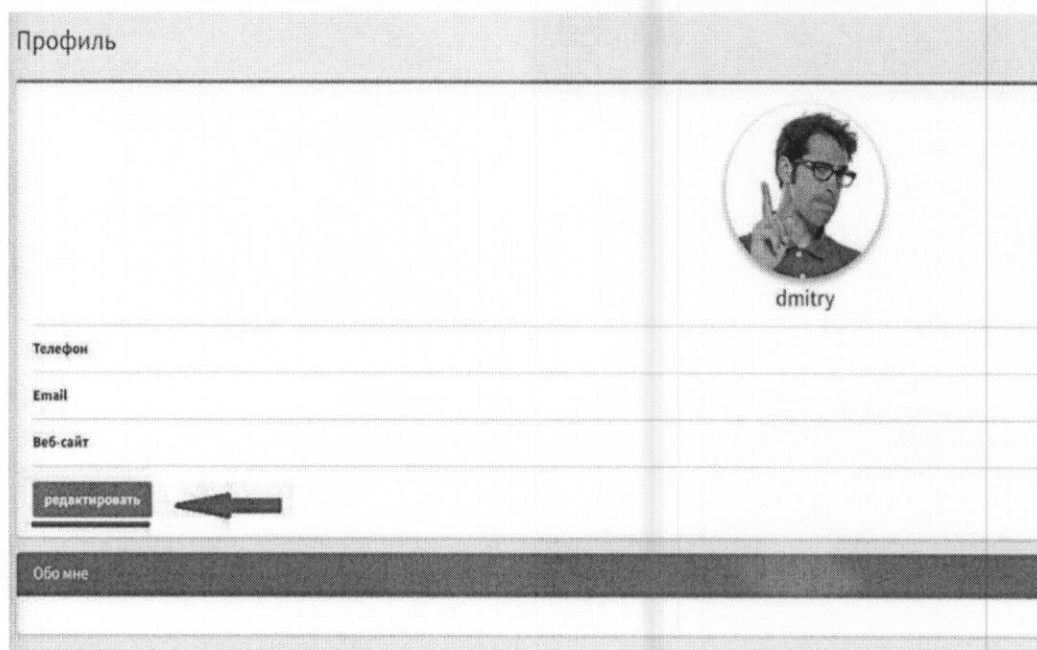 Профиль
dmitry
Телефон
Email
Веб-сайт
редактировать
Обо мне